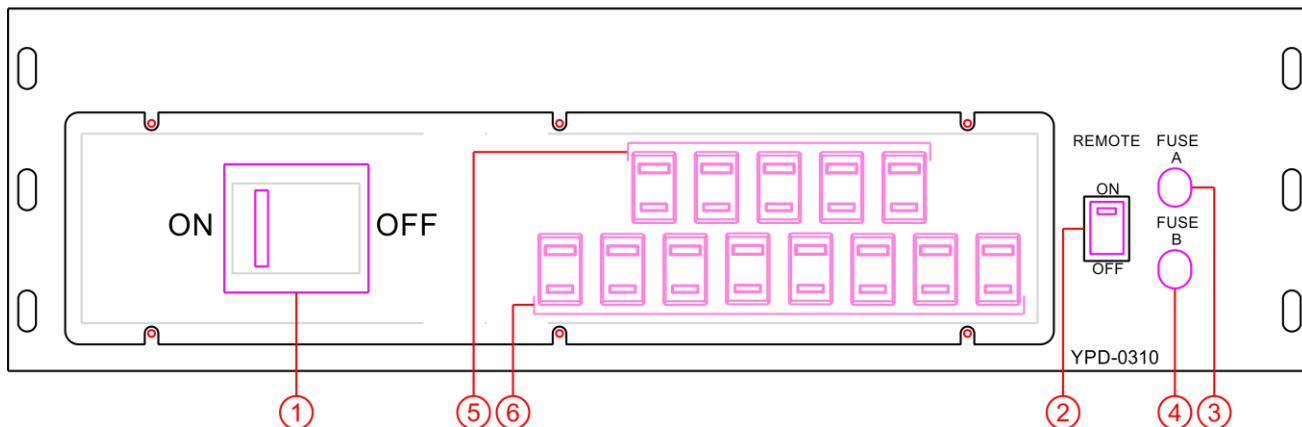 REMOTE FUSE
A
ON
ON OFF
FUSE
B
OFF
YPD-0310
1 5 6 2 4 3